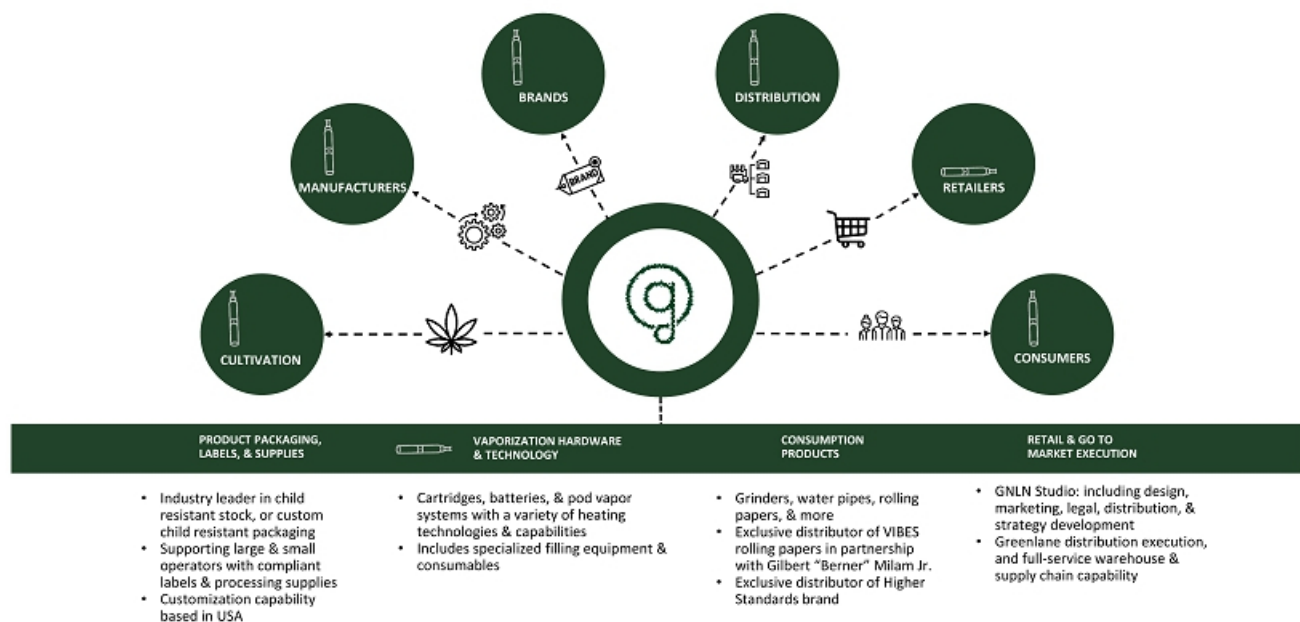 BRANDS
DISTRIBUTION
MANUFACTURERS
RETAILERS
BRAND
CULTIVATION
CONSUMERS
PRODUCT PACKAGING,
LABELS, & SUPPLIES
VAPORIZATION HARDWARE
& TECHNOLOGY
CONSUMPTION
PRODUCTS
RETAIL & GO TO
MARKET EXECUTION
• Industry leader in child
resistant stock, or custom
child resistant packaging
• Supporting large & small
operators with compliant
labels & processing supplies
• Customization capability
based in USA
• Cartridges, batteries, & pod vapor
systems with a variety of heating
technologies & capabilities
• Includes specialized filling equipment &
consumables
• Grinders, water pipes, rolling
papers, & more
• Exclusive distributor of VIBES
rolling papers in partnership
with Gilbert “Berner” Milam Jr.
• Exclusive distributor of Higher
Standards brand
• GNLN Studio: including design,
marketing, legal, distribution, &
strategy development
• Greenlane distribution execution,
and full-service warehouse &
supply chain capability